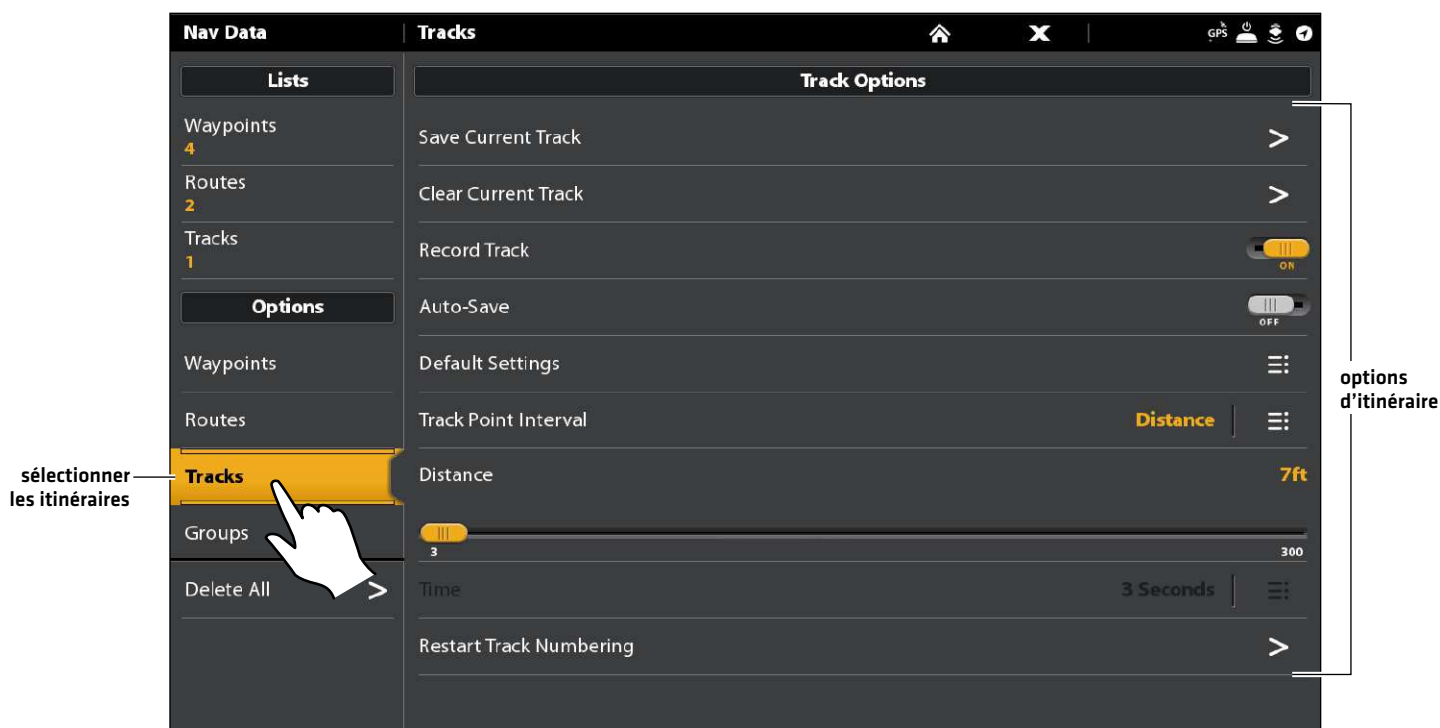 Nav Data
Tracks
GPS
Lists
Track Options
Waypoints
4
Save Current Track
Routes
2
Clear Current Track
Tracks
1
Record Track
ON
Options
Auto-Save
OFF
Waypoints
Default Settings
options
d'itinéraire
Routes
Track Point Interval
Distance
sélectionner
les itinéraires
Tracks
Distance
7ft
Groups
3
300
Delete All
Time
3 Seconds
Restart Track Numbering